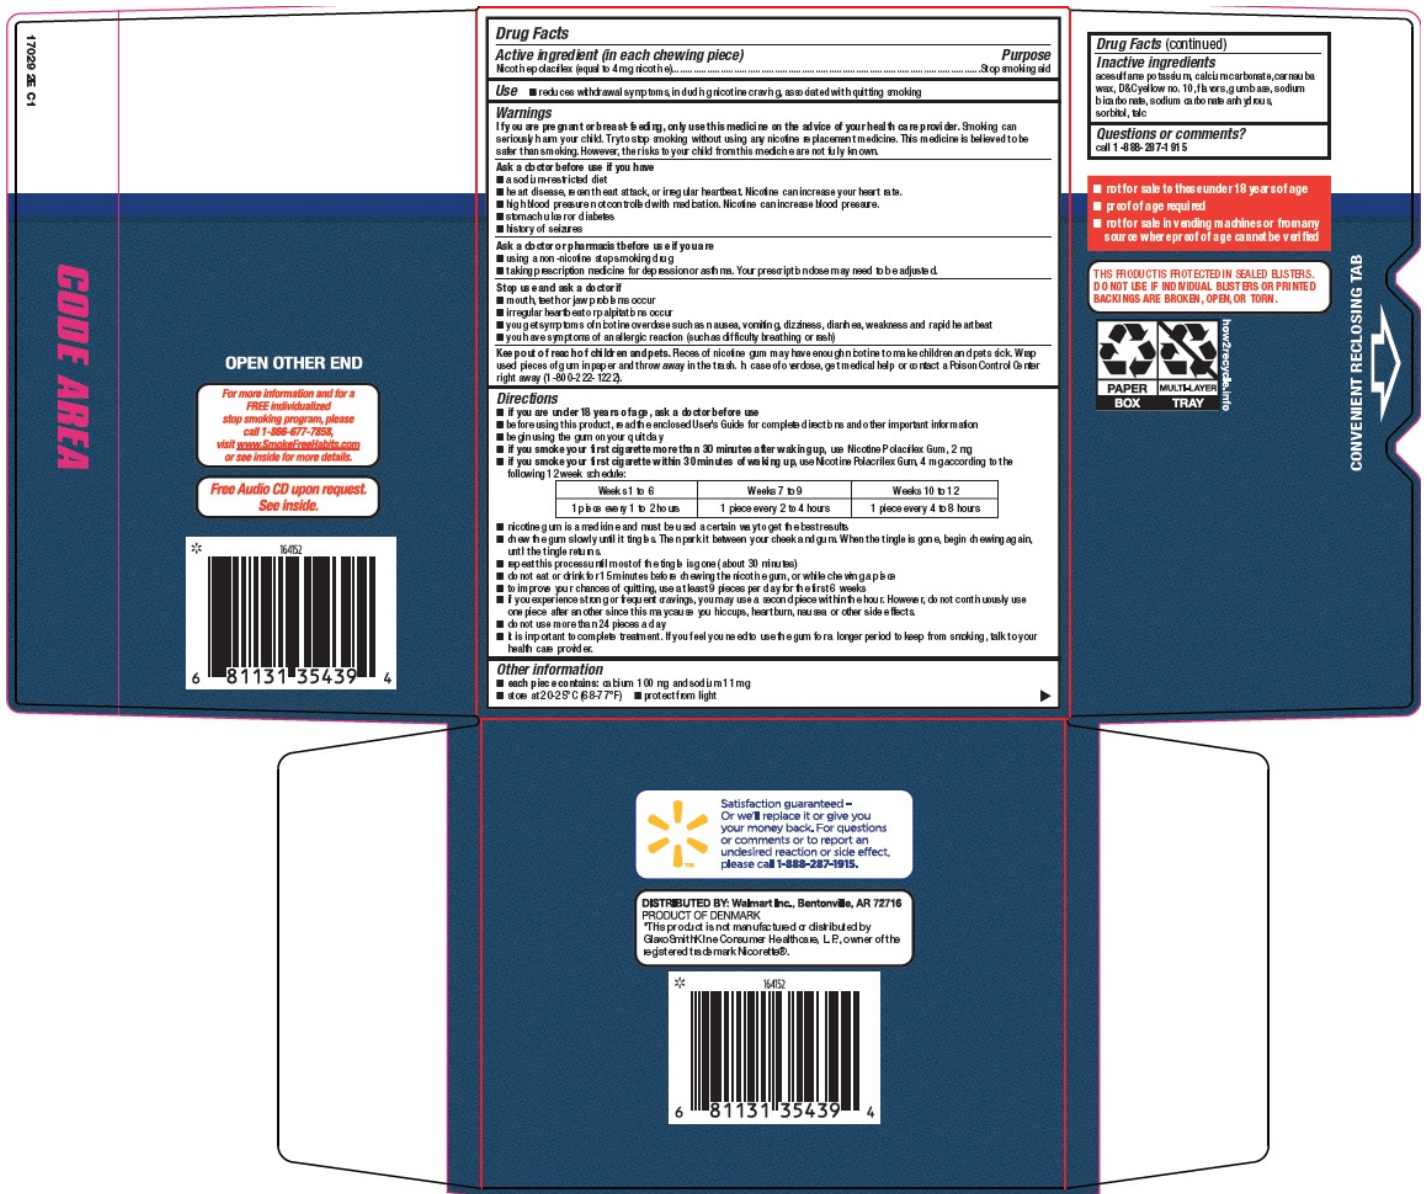 17029 2E C1
CODE AREA
OPEN OTHER END
For more information and for a
FREE individualized
stop smoking program, please
call 1-866-677-7858,
visit www.SmokeFreeHabits.com
or see inside for more details.
Free Audio CD upon request.
See inside.
164152
6 81131 35439 4
Drug Facts
Active ingredient (in each chewing piece) Purpose
Nicotine polacrilex (equal to 4 mg nicotine)....Stop smoking aid
Use ■ reduces withdrawal symptoms, including nicotine craving, associated with quitting smoking
Warnings
If you are pregnant or breast-feeding, only use this medicine on the advice of your health care provider. Smoking can
seriously harm your child. Try to stop smoking without using any nicotine replacement medicine. This medicine is believed to be
safer than smoking. However, the risks to your child from this medicine are not fully known.
Ask a doctor before use if you have
■ a sodium-restricted diet
■ heart disease, recent heart attack, or irregular heartbeat. Nicotine can increase your heart rate.
■ high blood pressure not controlled with medication. Nicotine can increase blood pressure.
■ stomach ulcer or diabetes
■ history of seizures
Ask a doctor or pharmacist before use if you are
■ using a non-nicotine stop smoking drug
■ taking prescription medicine for depression or asthma. Your prescription dose may need to be adjusted.
Stop use and ask a doctor if
■ mouth, teeth or jaw problems occur
■ irregular heartbeat or palpitations occur
■ you get symptoms of nicotine overdose such as nausea, vomiting, dizziness, diarrhea, weakness and rapid heartbeat
■ you have symptoms of an allergic reaction (such as difficulty breathing or rash)
Keep out of reach of children and pets. Pieces of nicotine gum may have enough nicotine to make children and pets sick. Wrap
used pieces of gum in paper and throw away in the trash. In case of overdose, get medical help or contact a Poison Control Center
right away (1-800-222-1222).
Directions
■ if you are under 18 years of age, ask a doctor before use
■ before using this product, read the enclosed User's Guide for complete directions and other important information
■ begin using the gum on your quit day
■ if you smoke your first cigarette more than 30 minutes after waking up, use Nicotine Polacrilex Gum, 2 mg
■ if you smoke your first cigarette within 30 minutes of waking up, use Nicotine Polacrilex Gum, 4 mg according to the
following 12 week schedule:
Weeks 1 to 6 Weeks 7 to 9 Weeks 10 to 12
1 piece every 1 to 2 hours 1 piece every 2 to 4 hours 1 piece every 4 to 8 hours
■ nicotine gum is a medicine and must be used a certain way to get the best results
■ chew the gum slowly until it tingles. Then park it between your cheek and gum. When the tingle is gone, begin chewing again,
until the tingle returns.
■ repeat this process until most of the tingle is gone (about 30 minutes)
■ do not eat or drink for 15 minutes before chewing the nicotine gum, or while chewing a piece
■ to improve your chances of quitting, use at least 9 pieces per day for the first 6 weeks
■ if you experience strong or frequent cravings, you may use a second piece within the hour. However, do not continuously use
one piece after another since this may cause you hiccups, heartburn, nausea or other side effects.
■ do not use more than 24 pieces a day
■ it is important to complete treatment. If you feel you need to use the gum for a longer period to keep from smoking, talk to your
health care provider.
Other information
■ each piece contains: calcium 100 mg and sodium 11 mg
■ store at 20-25°C (68-77°F) ■ protect from light
Drug Facts (continued)
Inactive ingredients
acesulfame potassium, calcium carbonate, carnauba
wax, D&C yellow no. 10, flavors, gum base, sodium
bicarbonate, sodium carbonate anhydrous,
sorbitol, talc
Questions or comments?
call 1-888-287-1915
■ not for sale to those under 18 years of age
■ proof of age required
■ not for sale in vending machines or from any
source where proof of age cannot be verified
THIS PRODUCT IS PROTECTED IN SEALED BLISTERS.
DO NOT USE IF INDIVIDUAL BLISTERS OR PRINTED
BACKINGS ARE BROKEN, OPEN, OR TORN.
PAPER
BOX
MULTI-LAYER
TRAY
how2recycle.info
CONVENIENT RECLOSING TAB
Satisfaction guaranteed –
Or we'll replace it or give you
your money back. For questions
or comments or to report an
undesired reaction or side effect,
please call 1-888-287-1915.
DISTRIBUTED BY: Walmart Inc., Bentonville, AR 72716
PRODUCT OF DENMARK
*This product is not manufactured or distributed by
GlaxoSmithKline Consumer Healthcare, L.P., owner of the
registered trademark Nicorette®.
164152
6 81131 35439 4